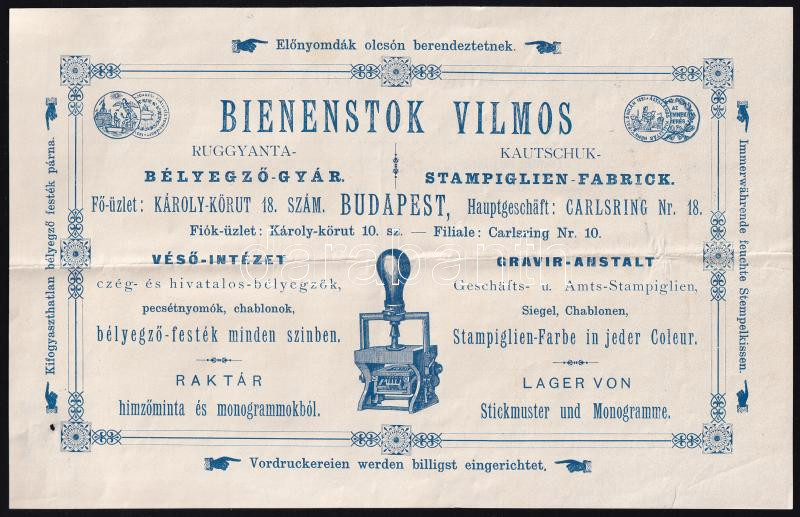 Előnyomdák olcsón berendeztetnek.
Kifogyaszthatlan bélyegző festék párna.
BIENENSTOK VILMOS
RUGGYANTA-
BÉLYEGZŐ-GYÁR.
KAUTSCHUK-
STAMPIGLIEN-FABRICK.
Fő-üzlet: KÁROLY-KÖRUT 18. SZÁM. BUDAPEST, Hauptgeschäft: CARLSRING Nr. 18.
Fiók-üzlet: Károly-körut 10. sz. — Filiale: Carlsring Nr. 10.
VÉSŐ-INTÉZET
czég- és hivatalos-bélyegzők,
pecsétnyomók, chablonok,
bélyegző-festék minden szinben.
RAKTÁR
himzőminta és monogrammokból.
GRAVIR-ANSTALT
Geschäfts- u. Amts-Stampiglien,
Siegel, Chablonen,
Stampiglien-Farbe in jeder Coleur.
LAGER VON
Stickmuster und Monogramme.
Immerwährende feuchte Stempelkissen.
Vordruckereien werden billigst eingerichtet.
darabanth